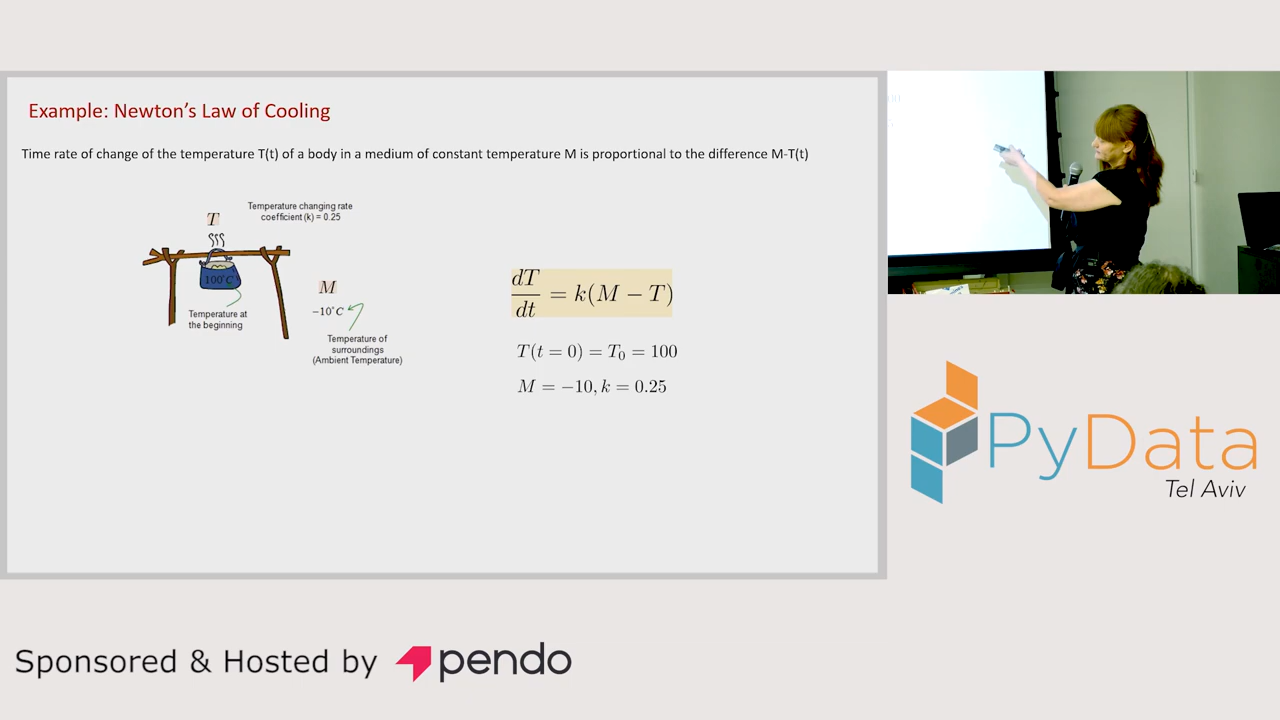 Example: Newton's Law of Cooling
Time rate of change of the temperature T(t) of a body in a medium of constant temperature M is proportional to the difference M-T(t)
T
Temperature changing rate
coefficient (k) = 0.25
100°C
Temperature at
the beginning
M
−10°C
Temperature of
surroundings
(Ambient Temperature)
dT/dt = k(M − T)
T(t = 0) = T₀ = 100
M = −10, k = 0.25
PyData
Tel Aviv
Sponsored & Hosted by pendo